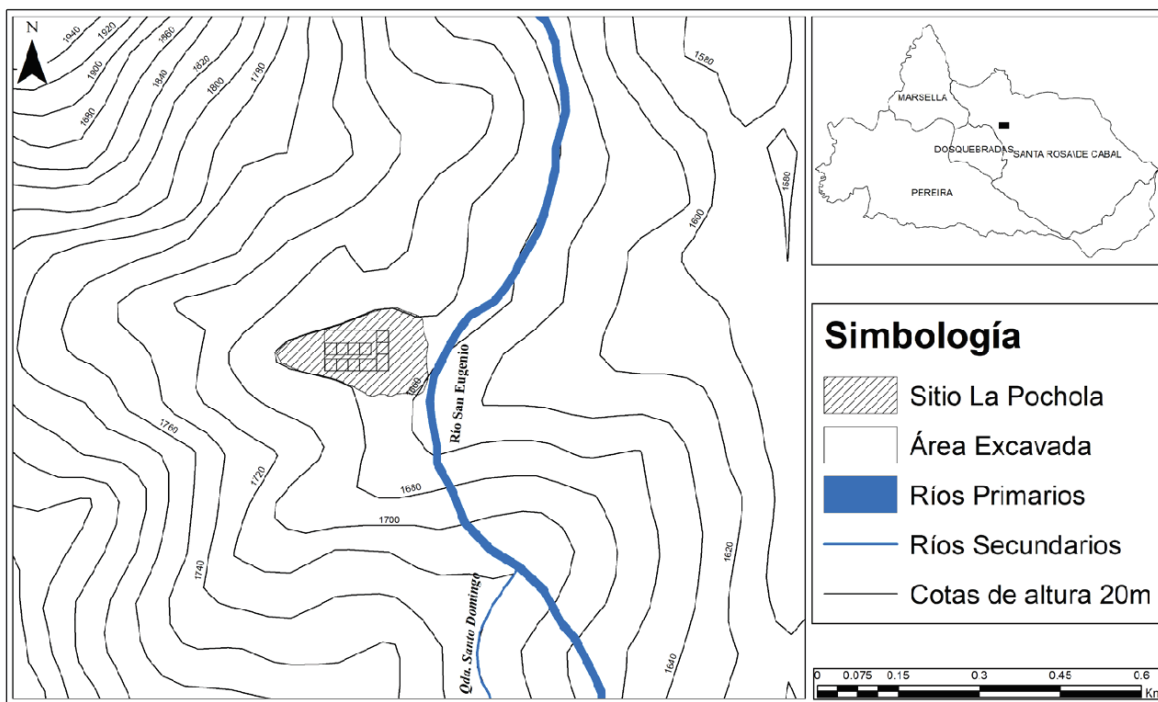 N
1940
1920
1900
1880
1860
1840
1820
1800
1780
1580
1580
1600
1660
Río San Eugenio
1760
1720
1680
1700
1740
1620
1640
Qda. Santo Domingo
MARSELLA
DOSQUEBRADAS
SANTA ROSA DE CABAL
PEREIRA
Simbología
Sitio La Pochola
Área Excavada
Ríos Primarios
Ríos Secundarios
Cotas de altura 20m
0 0.075 0.15 0.3 0.45 0.6
Km